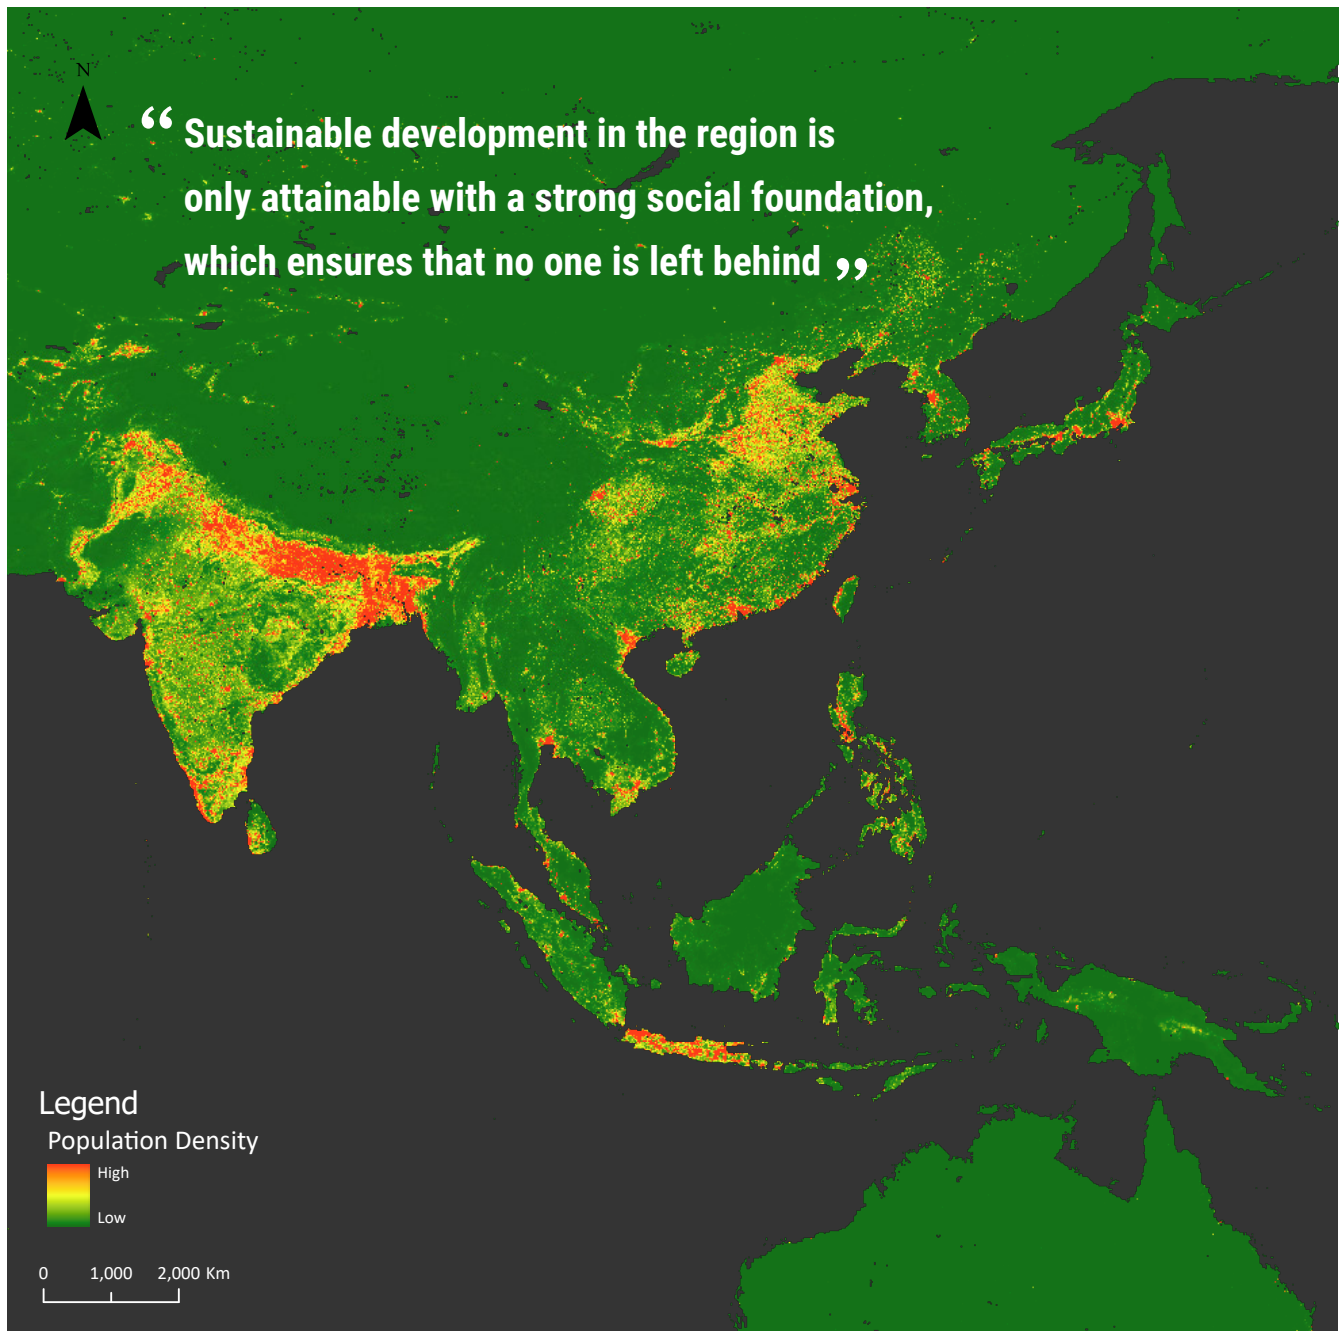 N
“ Sustainable development in the region is
only attainable with a strong social foundation,
which ensures that no one is left behind ”
Legend
Population Density
High
Low
0 1,000 2,000 Km